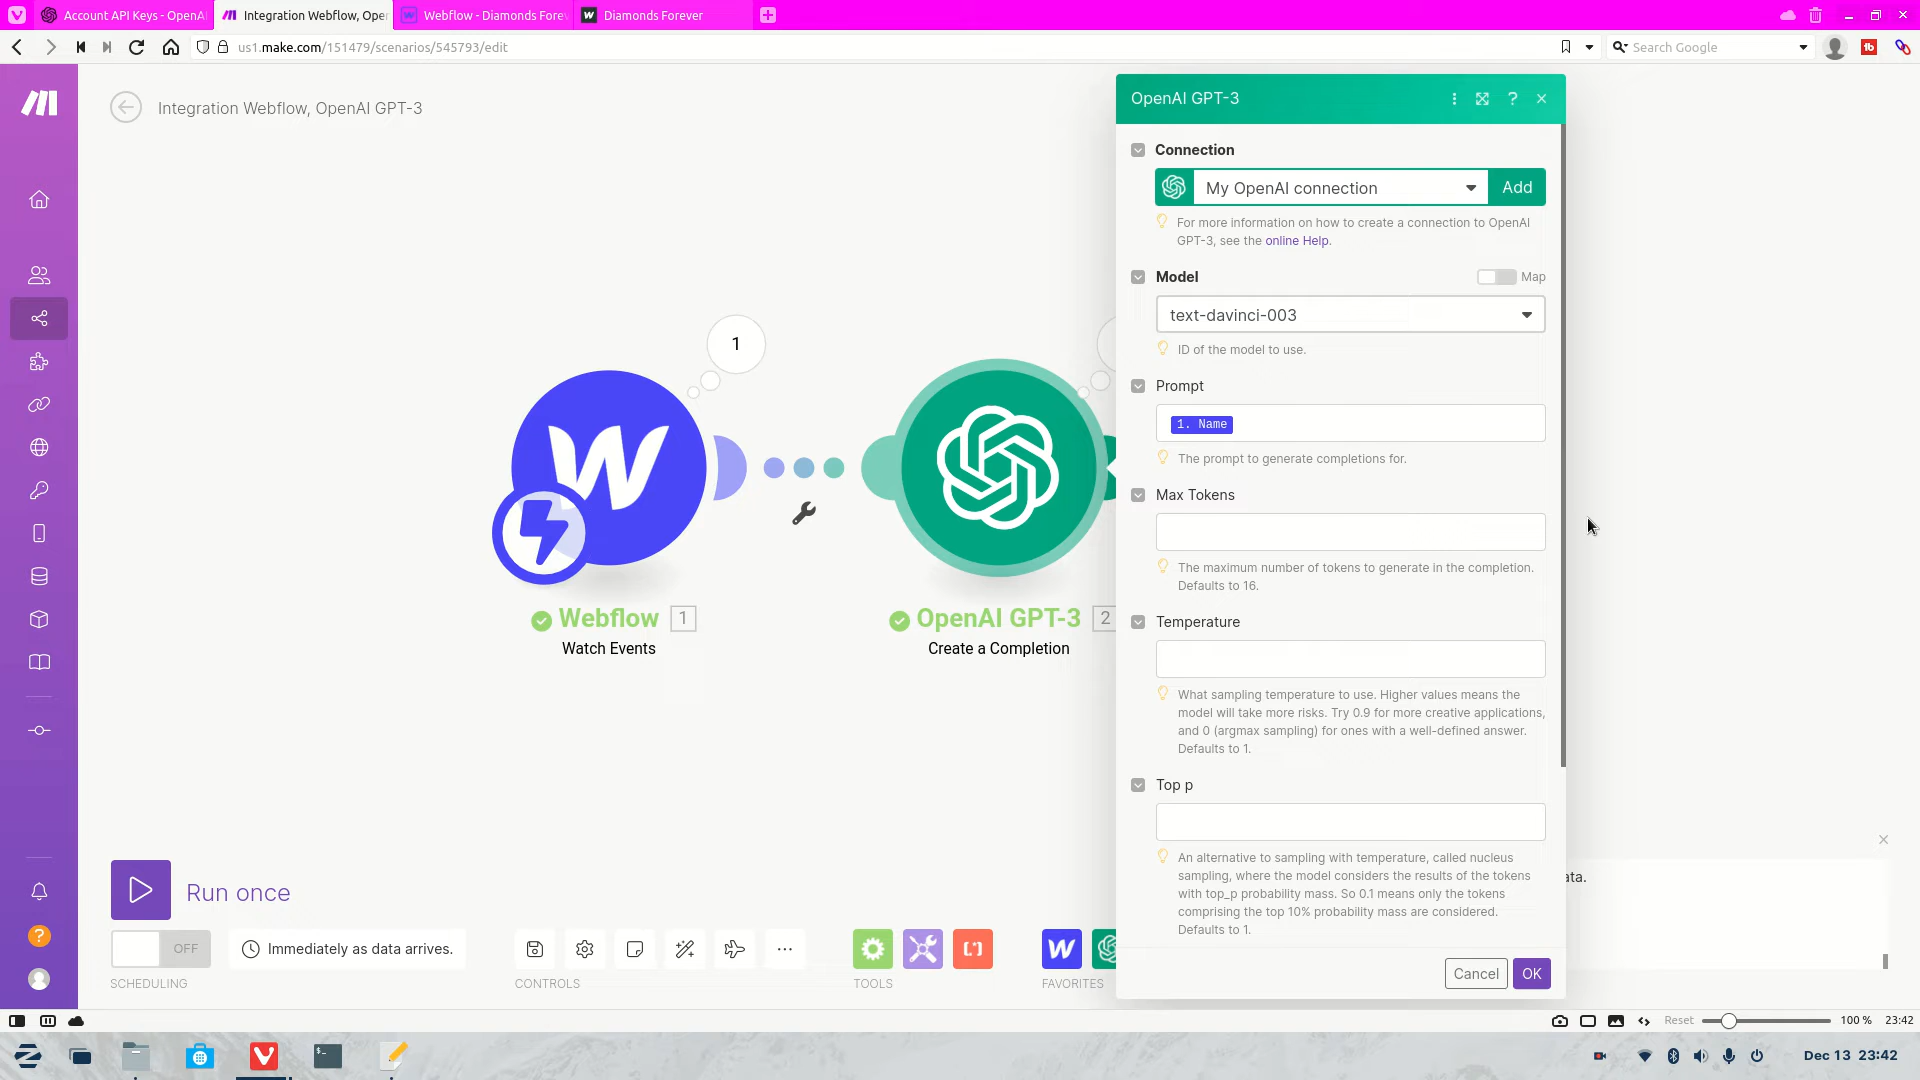 Account API Keys - OpenAI
Integration Webflow, Oper
Webflow - Diamonds Forev
Diamonds Forever
us1.make.com/151479/scenarios/545793/edit
Search Google
Integration Webflow, OpenAI GPT-3
OpenAI GPT-3
?
Connection
My OpenAI connection
Add
For more information on how to create a connection to OpenAI
GPT-3, see the online Help.
Model
Map
text-davinci-003
ID of the model to use.
Prompt
1. Name
The prompt to generate completions for.
Max Tokens
The maximum number of tokens to generate in the completion.
Defaults to 16.
Temperature
What sampling temperature to use. Higher values means the
model will take more risks. Try 0.9 for more creative applications,
and 0 (argmax sampling) for ones with a well-defined answer.
Defaults to 1.
Top p
An alternative to sampling with temperature, called nucleus
sampling, where the model considers the results of the tokens
with top_p probability mass. So 0.1 means only the tokens
comprising the top 10% probability mass are considered.
Defaults to 1.
Cancel
OK
1
Webflow 1
Watch Events
OpenAI GPT-3 2
Create a Completion
ata.
Run once
OFF
Immediately as data arrives.
SCHEDULING
CONTROLS
TOOLS
FAVORITES
Reset
100 %
23:42
Dec 13 23:42